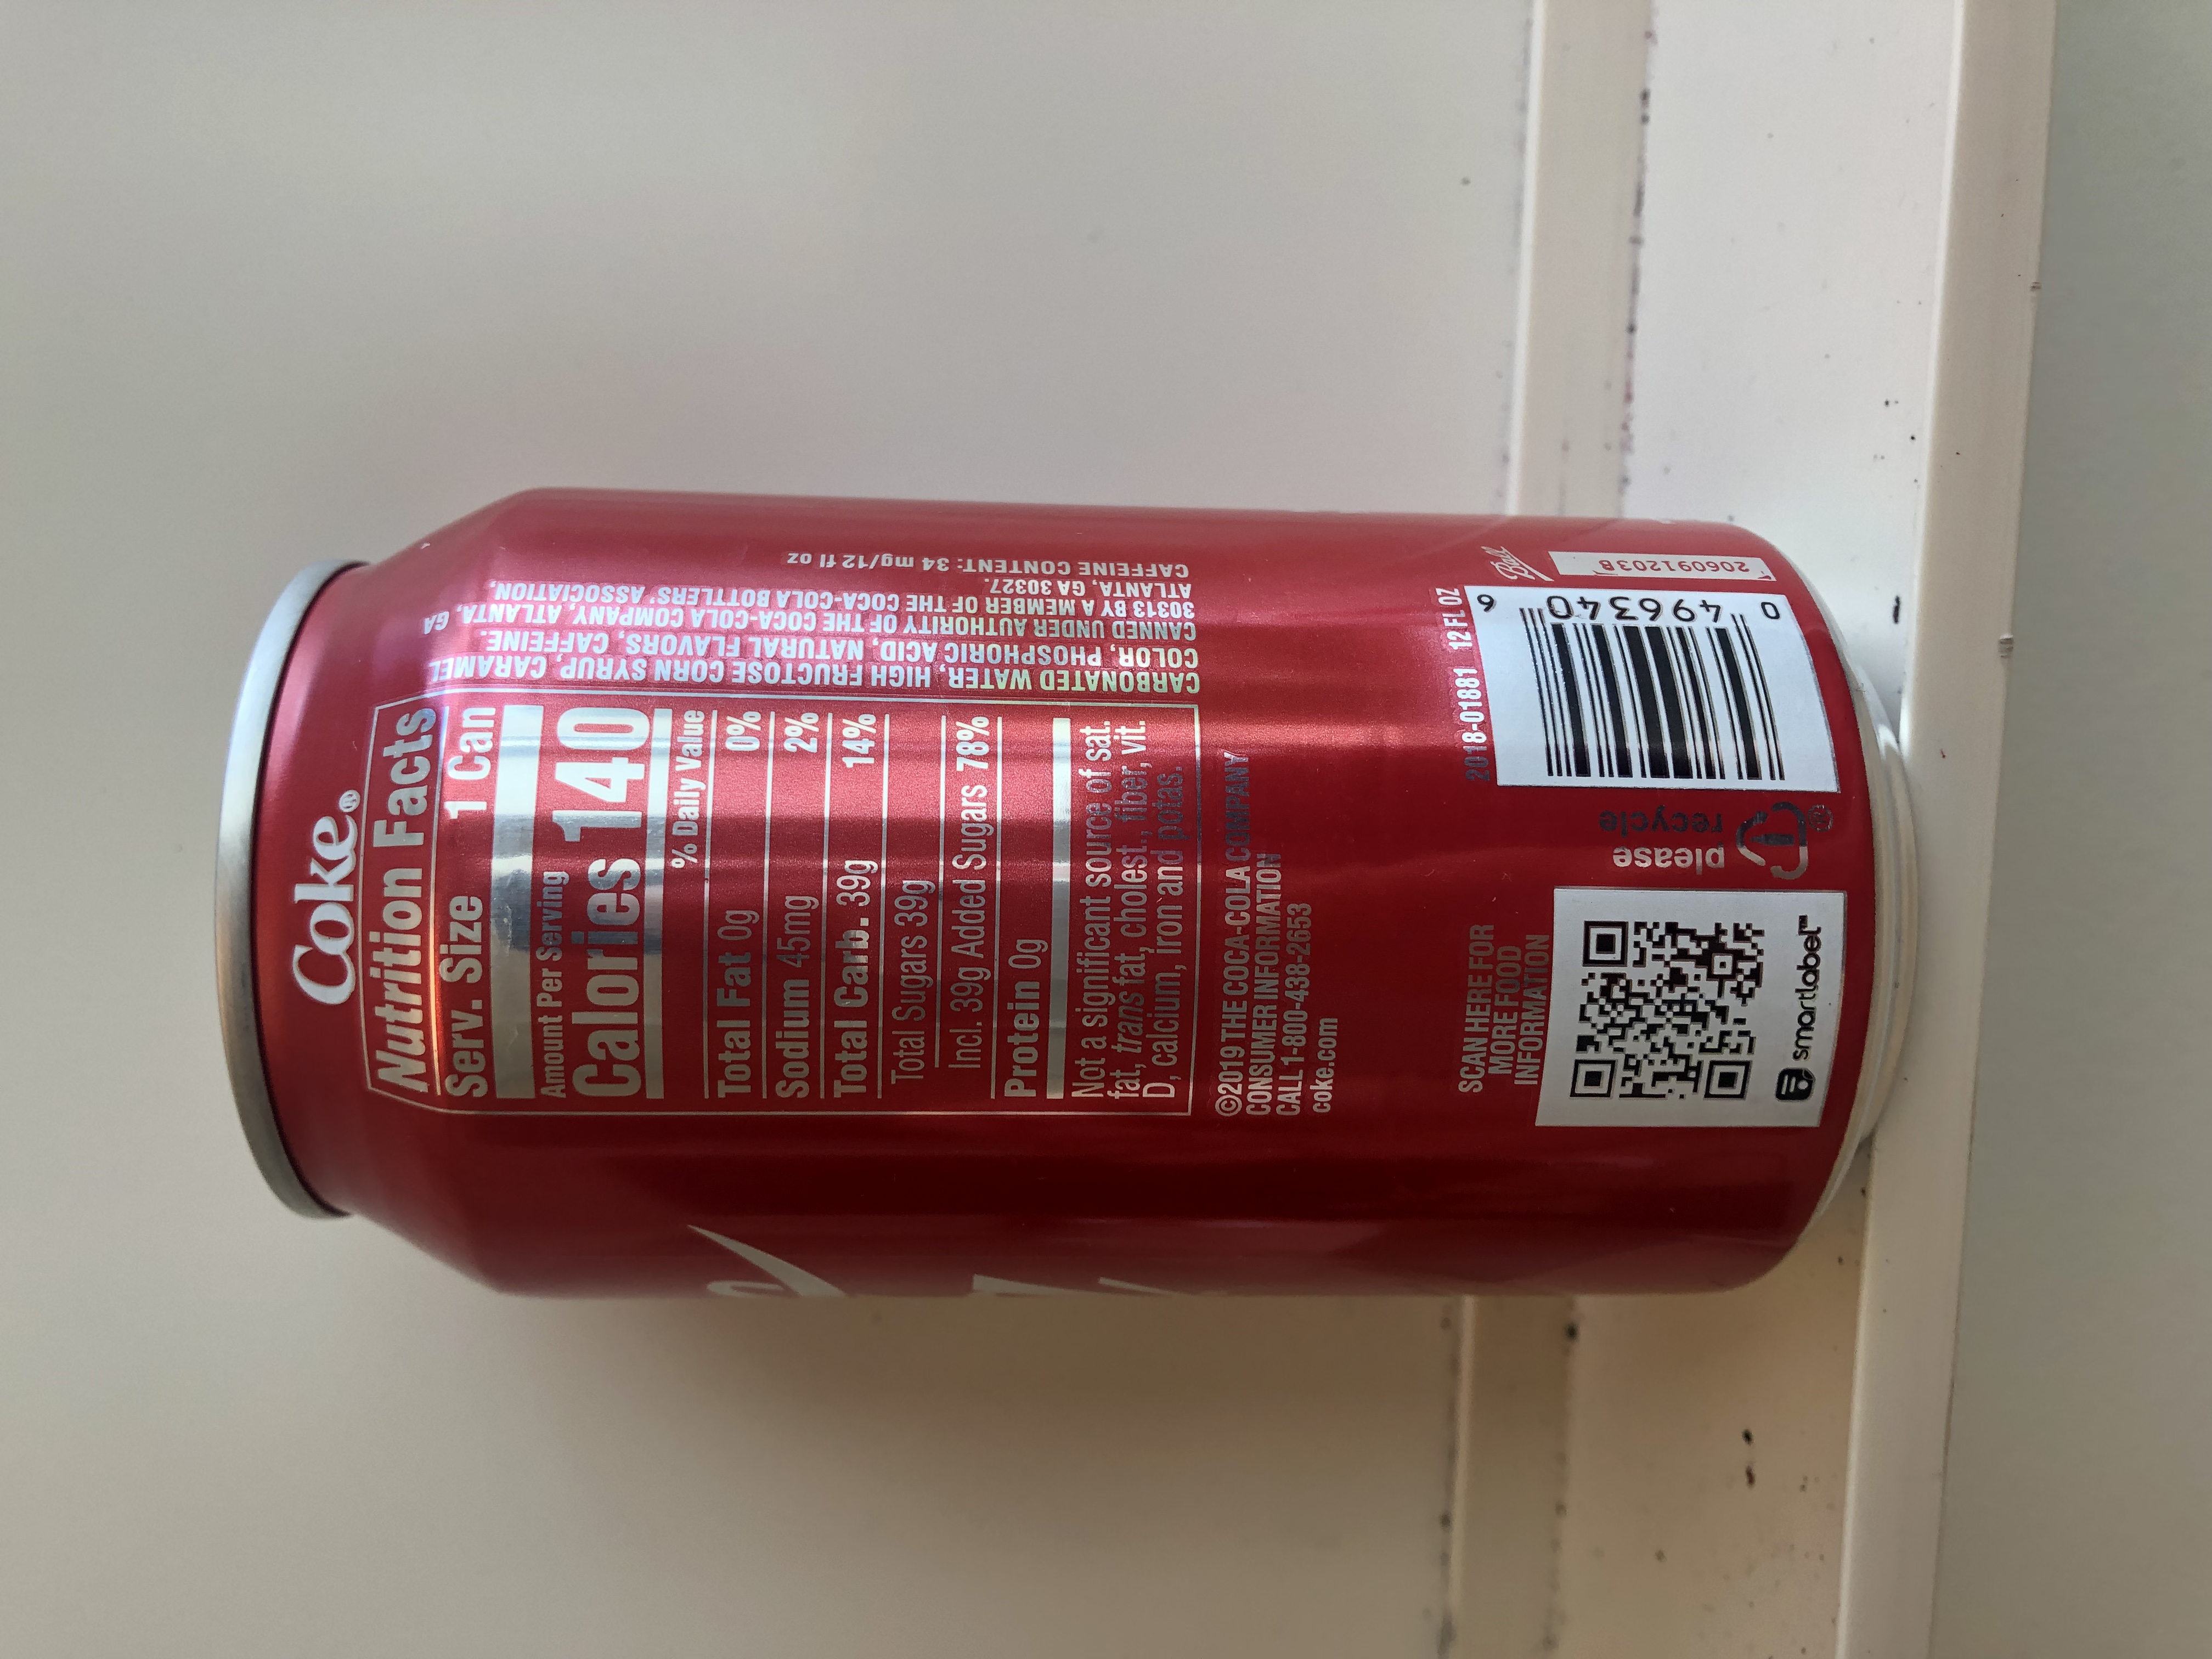 Coke®
Nutrition Facts
Serv. Size 1 Can
Amount Per Serving
Calories 140
% Daily Value
Total Fat 0g 0%
Sodium 45mg 2%
Total Carb. 39g 14%
Total Sugars 39g
Incl. 39g Added Sugars 78%
Protein 0g
Not a significant source of sat.
fat, trans fat, cholest., fiber, vit.
D, calcium, iron and potas.
CARBONATED WATER, HIGH FRUCTOSE CORN SYRUP, CARAMEL
COLOR, PHOSPHORIC ACID, NATURAL FLAVORS, CAFFEINE.
CANNED UNDER AUTHORITY OF THE COCA-COLA COMPANY, ATLANTA, GA
30313 BY A MEMBER OF THE COCA-COLA BOTTLERS' ASSOCIATION,
ATLANTA, GA 30327.
CAFFEINE CONTENT: 34 mg/12 fl oz
©2019 THE COCA-COLA COMPANY
CONSUMER INFORMATION
CALL 1-800-438-2653
coke.com
SCAN HERE FOR
MORE FOOD
INFORMATION
smartlabel™
please
recycle
2018-01881 12 FL OZ
0 496340 6
Ball
206091203B